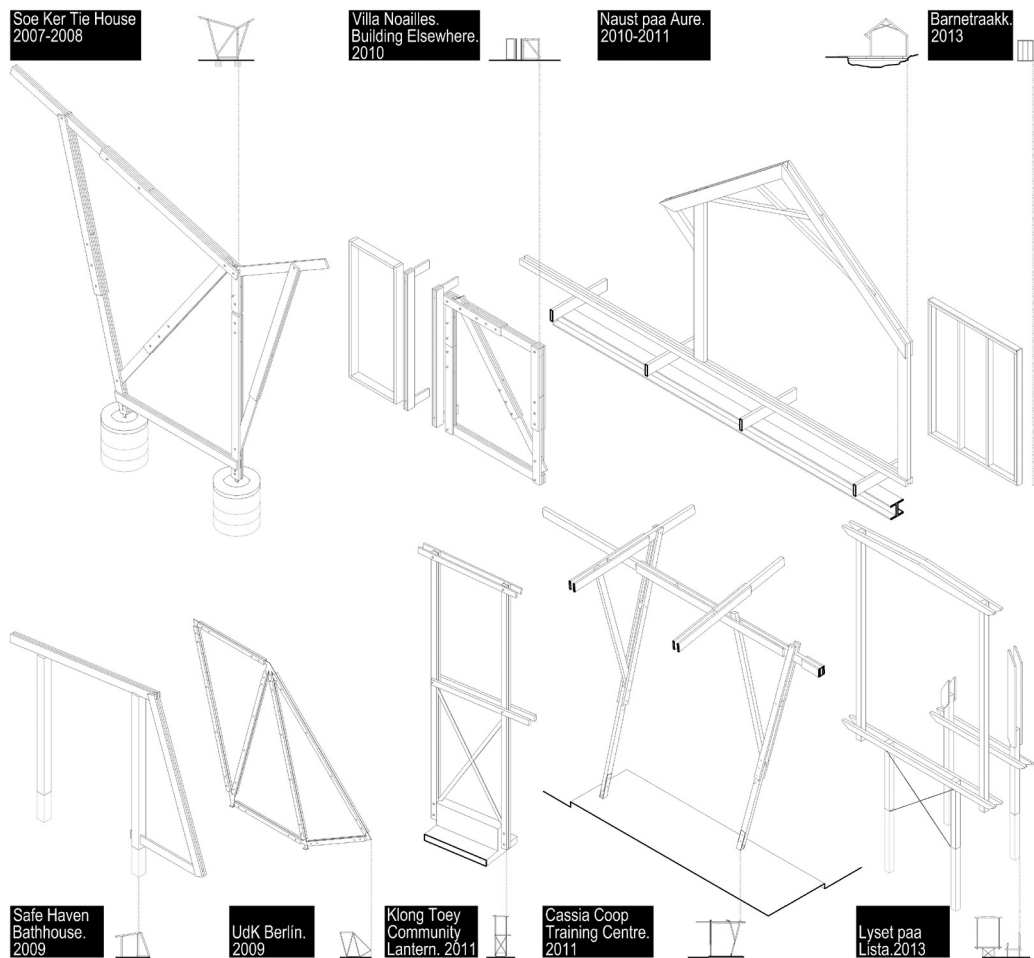 Soe Ker Tie House
2007-2008
Villa Noailles.
Building Elsewhere.
2010
Naust paa Aure.
2010-2011
Barnetraakk.
2013
Safe Haven
Bathhouse.
2009
UdK Berlin.
2009
Klong Toey
Community
Lantern. 2011
Cassia Coop
Training Centre.
2011
Lyset paa
Lista.2013